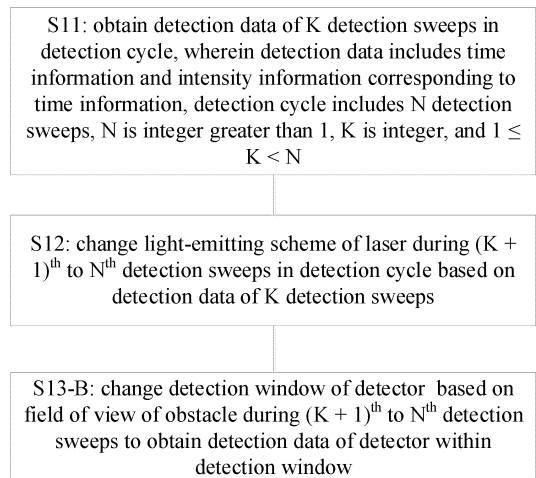 S11: obtain detection data of K detection sweeps in
detection cycle, wherein detection data includes time
information and intensity information corresponding to
time information, detection cycle includes N detection
sweeps, N is integer greater than 1, K is integer, and 1 ≤
K < N
S12: change light-emitting scheme of laser during (K +
1)th to Nth detection sweeps in detection cycle based on
detection data of K detection sweeps
S13-B: change detection window of detector based on
field of view of obstacle during (K + 1)th to Nth detection
sweeps to obtain detection data of detector within
detection window